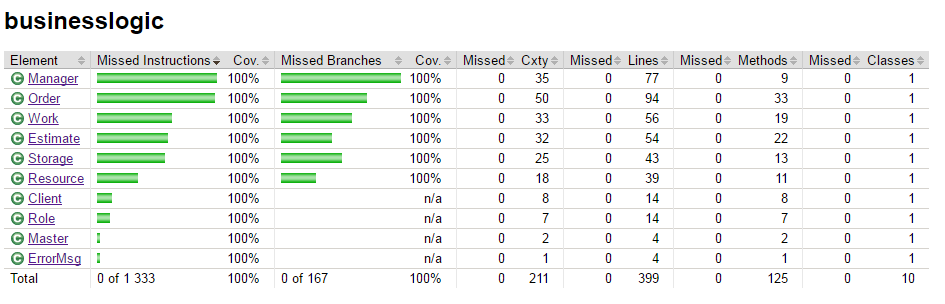 businesslogic
Element Missed Instructions Cov. Missed Branches Cov. Missed Cxty Missed Lines Missed Methods Missed Classes
C Manager 100% 100% 0 35 0 77 0 9 0 1
C Order 100% 100% 0 50 0 94 0 33 0 1
C Work 100% 100% 0 33 0 56 0 19 0 1
C Estimate 100% 100% 0 32 0 54 0 22 0 1
C Storage 100% 100% 0 25 0 43 0 13 0 1
C Resource 100% 100% 0 18 0 39 0 11 0 1
C Client 100% n/a 0 8 0 14 0 8 0 1
C Role 100% n/a 0 7 0 14 0 7 0 1
C Master 100% n/a 0 2 0 4 0 2 0 1
C ErrorMsg 100% n/a 0 1 0 4 0 1 0 1
Total 0 of 1 333 100% 0 of 167 100% 0 211 0 399 0 125 0 10